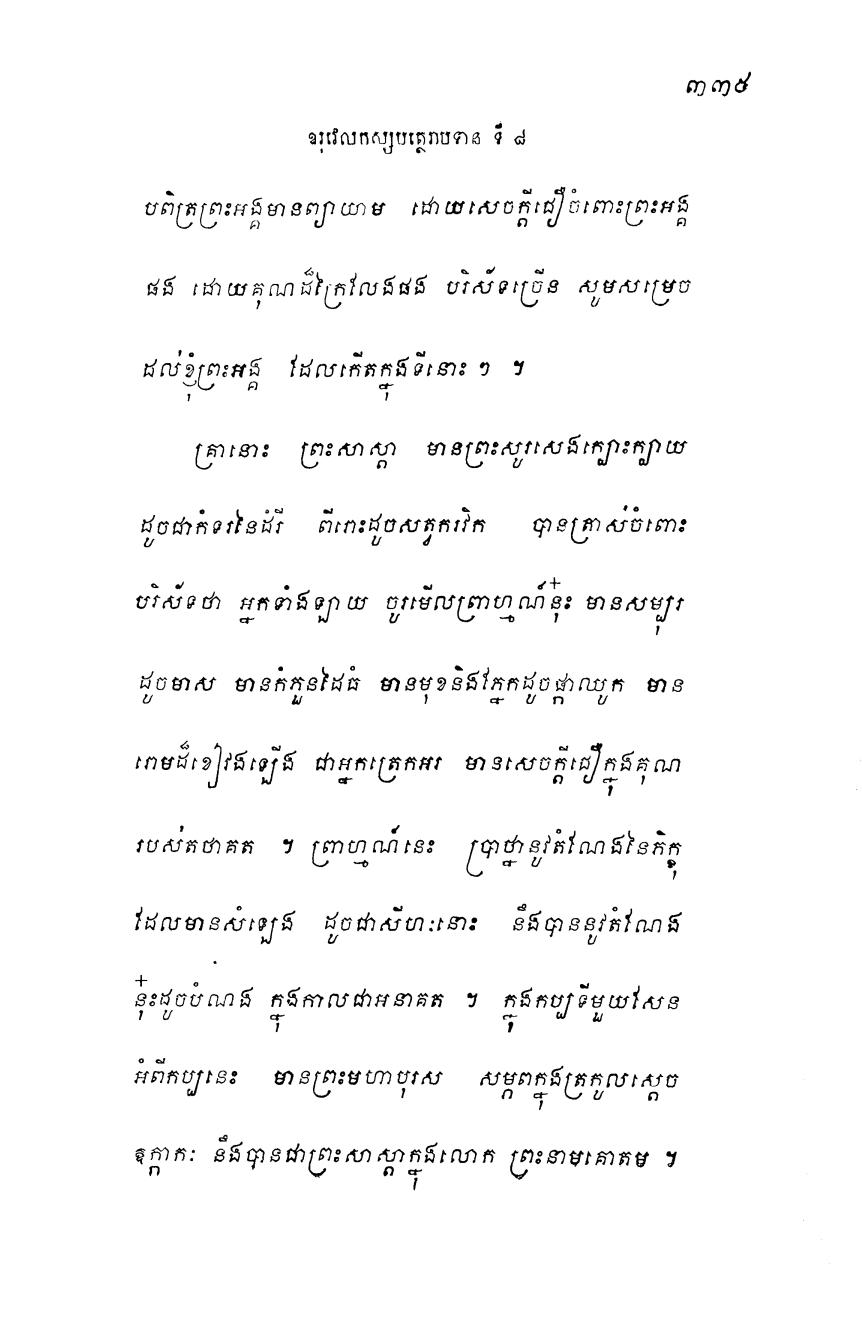 ៣៣៥
ឧរុវេលកស្សបត្ថេរាបទាន ទី ៨
បពិត្រព្រះអង្គមានព្យាយាម ដោយសេចក្តីជឿចំពោះព្រះអង្គ
ផង ដោយគុណដ៏ក្រៃលែងផង បរិស័ទច្រើន សូមសម្រេច
ដល់ខ្ញុំព្រះអង្គ ដែលកើតក្នុងទីនោះ ៗ ។
គ្រានោះ ព្រះសាស្តា មានព្រះសូរសេងក្បោះក្បាយ
ដូចជាកំទរនៃដំរី ពីរោះដូចសត្វករវិក បានត្រាស់ចំពោះ
បរិស័ទថា អ្នកទាំងឡាយ ចូរមើលព្រាហ្មណ៍នុ៎ះ មានសម្បុរ
ដូចមាស មានកំភួនដៃធំ មានមុខនិងភ្នែកដូចផ្កាឈូក មាន
រោមដ៏ខៀវងឡើង ជាអ្នកត្រេកអរ មានសេចក្តីជឿក្នុងគុណ
របស់តថាគត ។ ព្រាហ្មណ៍នេះ ប្រាថ្នានូវតំណែងនៃភិក្ខុ
ដែលមានសំឡេង ដូចជាសីហៈនោះ នឹងបាននូវតំណែង
នុ៎ះដូចបំណង ក្នុងកាលជាអនាគត ។ ក្នុងកប្បទីមួយសែន
អំពីកប្បនេះ មានព្រះមហាបុរស សម្ភពក្នុងត្រកូលស្តេច
ឧក្កាកៈ នឹងបានជាព្រះសាស្តាក្នុងលោក ព្រះនាមគោតម ។